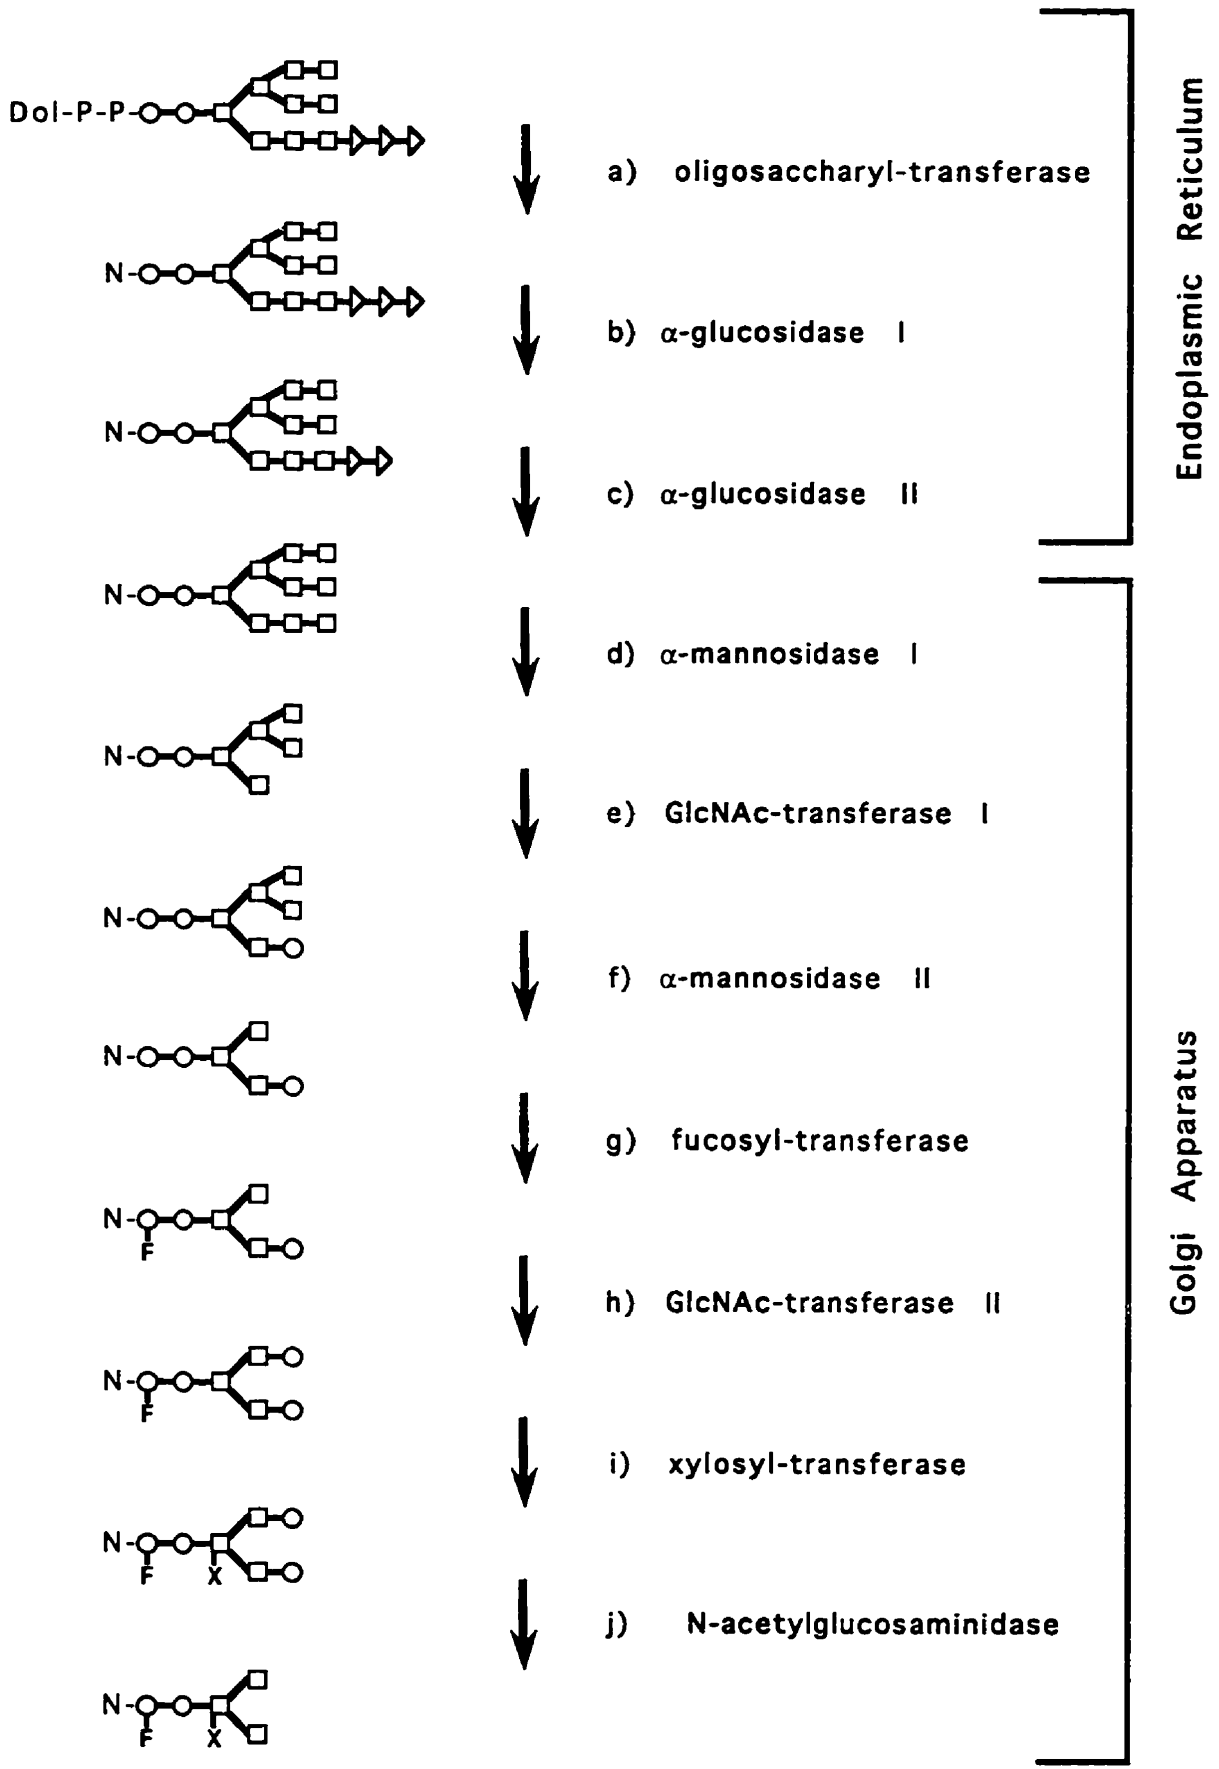 Dol-P-P-
a) oligosaccharyl-transferase
N-
b) α-glucosidase I
N-
c) α-glucosidase II
N-
d) α-mannosidase I
N-
e) GlcNAc-transferase I
N-
f) α-mannosidase II
N-
g) fucosyl-transferase
N-
F
h) GlcNAc-transferase II
N-
F
i) xylosyl-transferase
N-
F X
j) N-acetylglucosaminidase
N-
F X
Endoplasmic Reticulum
Golgi Apparatus